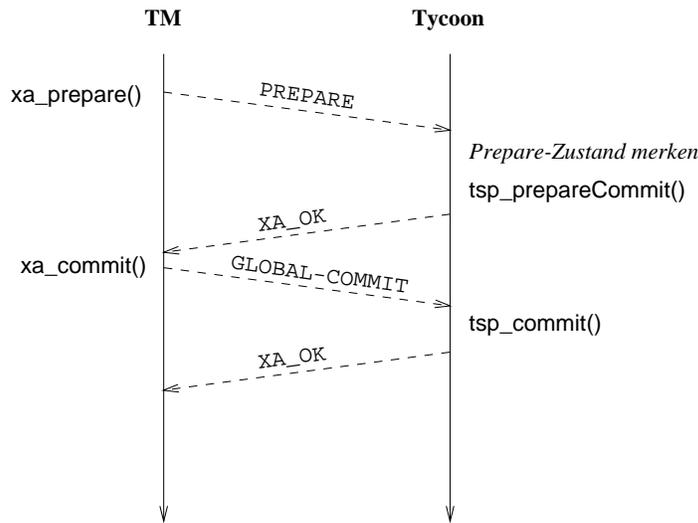 TM
Tycoon
xa_prepare()
PREPARE
Prepare-Zustand merken
tsp_prepareCommit()
XA_OK
xa_commit()
GLOBAL-COMMIT
tsp_commit()
XA_OK